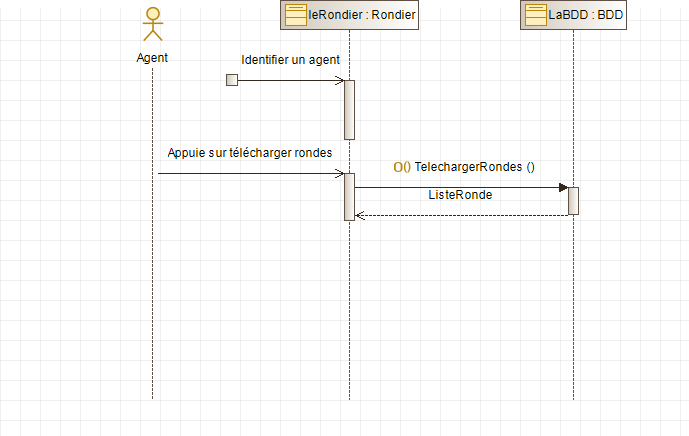 leRondier : Rondier
LaBDD : BDD
Agent
Identifier un agent
Appuie sur télécharger rondes
O() TelechargerRondes ()
ListeRonde